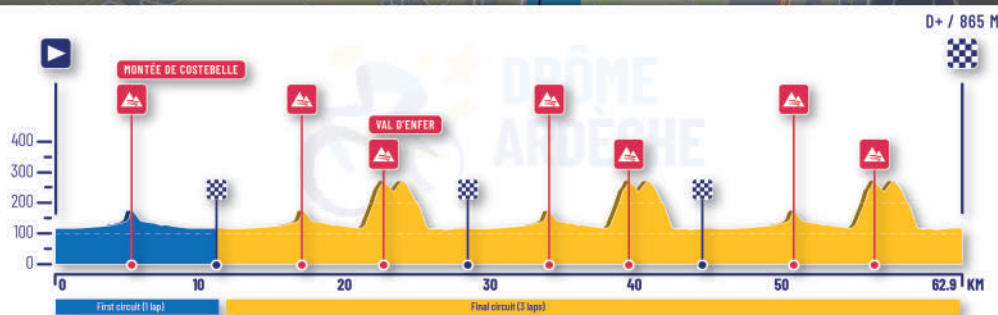 D+ / 865 M
MONTÉE DE COSTEBELLE
DRÔME
ARDÈCHE
VAL D'ENFER
400
300
200
100
0
0
10
20
30
40
50
62.9 KM
First circuit (1 lap)
Final circuit (3 laps)